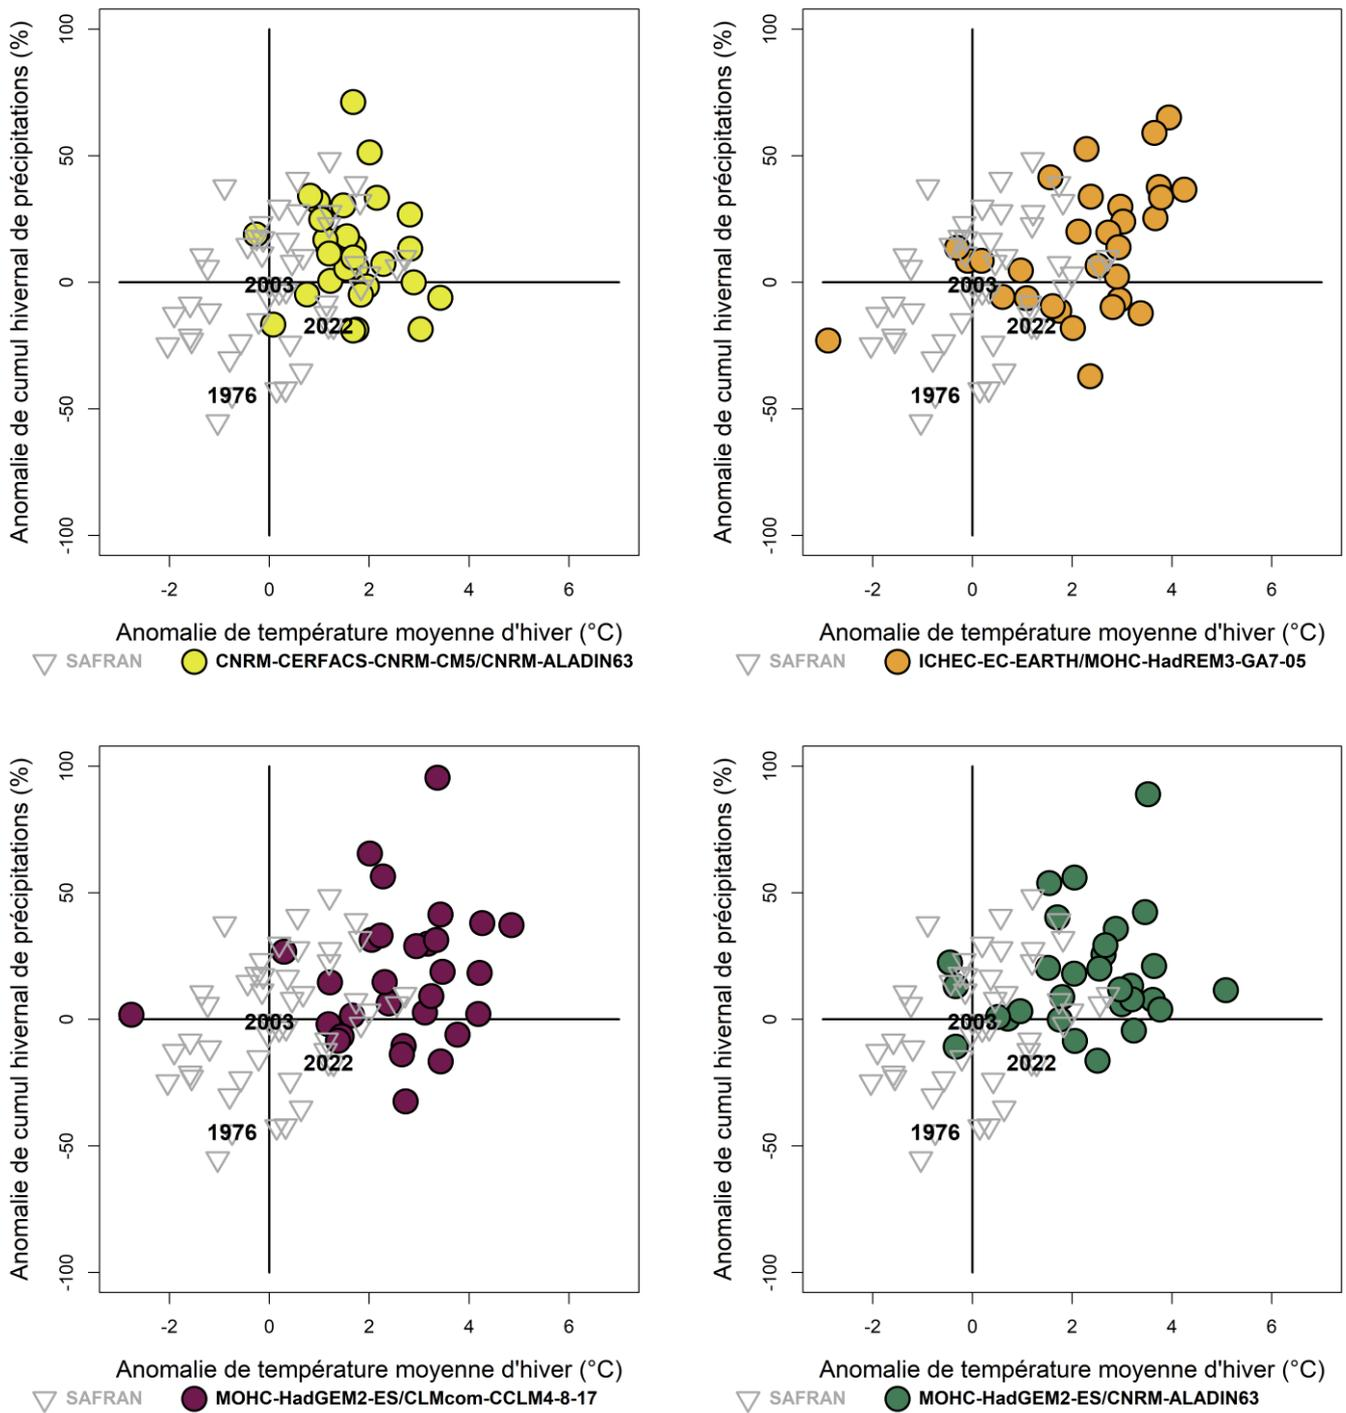 Anomalie de cumul hivernal de précipitations (%)
100
50
0
-50
-100
2003
2022
1976
-2 0 2 4 6
Anomalie de température moyenne d'hiver (°C)
SAFRAN CNRM-CERFACS-CNRM-CM5/CNRM-ALADIN63
Anomalie de cumul hivernal de précipitations (%)
100
50
0
-50
-100
2003
2022
1976
-2 0 2 4 6
Anomalie de température moyenne d'hiver (°C)
SAFRAN ICHEC-EC-EARTH/MOHC-HadREM3-GA7-05
Anomalie de cumul hivernal de précipitations (%)
100
50
0
-50
-100
2003
2022
1976
-2 0 2 4 6
Anomalie de température moyenne d'hiver (°C)
SAFRAN MOHC-HadGEM2-ES/CLMcom-CCLM4-8-17
Anomalie de cumul hivernal de précipitations (%)
100
50
0
-50
-100
2003
2022
1976
-2 0 2 4 6
Anomalie de température moyenne d'hiver (°C)
SAFRAN MOHC-HadGEM2-ES/CNRM-ALADIN63